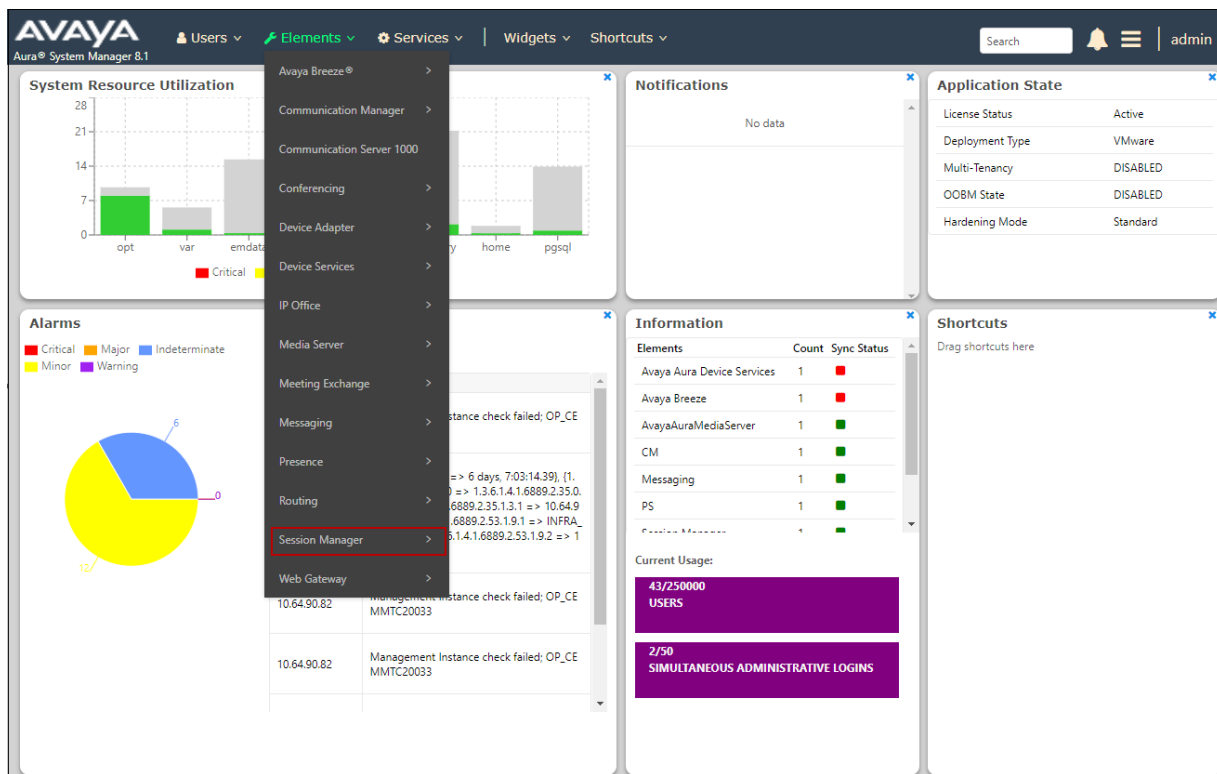 AVAYA
Aura® System Manager 8.1
Users Elements Services | Widgets Shortcuts
Search
admin
System Resource Utilization
28
21
14
7
0
opt var emdata home pgsql
Critical
Avaya Breeze® >
Communication Manager >
Communication Server 1000
Conferencing >
Device Adapter >
Device Services >
IP Office >
Media Server >
Meeting Exchange >
Messaging >
Presence >
Routing >
Session Manager >
Web Gateway >
Notifications
No data
Application State
License Status Active
Deployment Type VMware
Multi-Tenancy DISABLED
OOBM State DISABLED
Hardening Mode Standard
Alarms
Critical Major Indeterminate
Minor Warning
6
0
12
stance check failed; OP_CE
=> 6 days, 7:03:14.39}, {1.
=> 1.3.6.1.4.1.6889.2.35.0.
.6889.2.35.1.3.1 => 10.64.9
.6889.2.53.1.9.1 => INFRA_
5.1.4.1.6889.2.53.1.9.2 => 1
10.64.90.82 Management Instance check failed; OP_CE
MMTC20033
10.64.90.82 Management Instance check failed; OP_CE
MMTC20033
Information
Elements Count Sync Status
Avaya Aura Device Services 1
Avaya Breeze 1
AvayaAuraMediaServer 1
CM 1
Messaging 1
PS 1
Session Manager 1
Current Usage:
43/250000
USERS
2/50
SIMULTANEOUS ADMINISTRATIVE LOGINS
Shortcuts
Drag shortcuts here